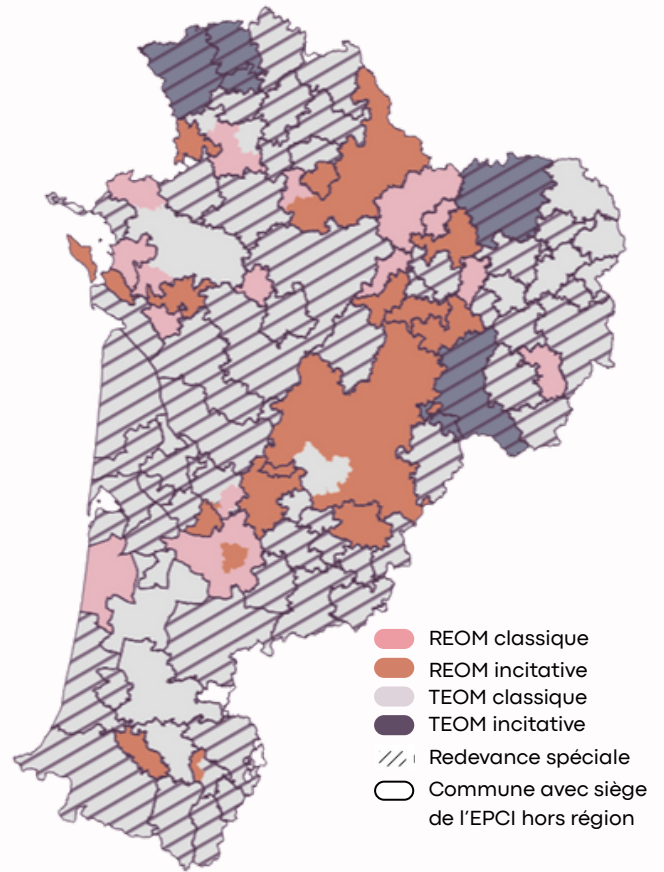 REOM classique
REOM incitative
TEOM classique
TEOM incitative
Redevance spéciale
Commune avec siège
de l'EPCI hors région